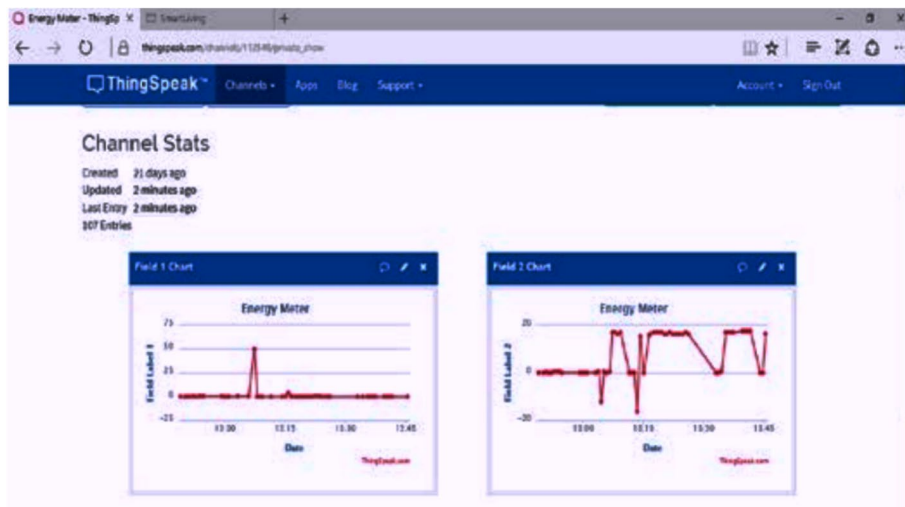 Energy Meter - ThingSp X SmartLiving +
thingspeak.com/channels/112548/private_show
ThingSpeak™ Channels Apps Blog Support Account Sign Out
Channel Stats
Created 21 days ago
Updated 2 minutes ago
Last Entry 2 minutes ago
107 Entries
Field 1 Chart
Energy Meter
75
50
25
0
-25
Field Label 1
13:00 13:15 13:30 13:45
Date
ThingSpeak.com
Field 2 Chart
Energy Meter
20
0
-20
Field Label 2
13:00 13:15 13:30 13:45
Date
ThingSpeak.com